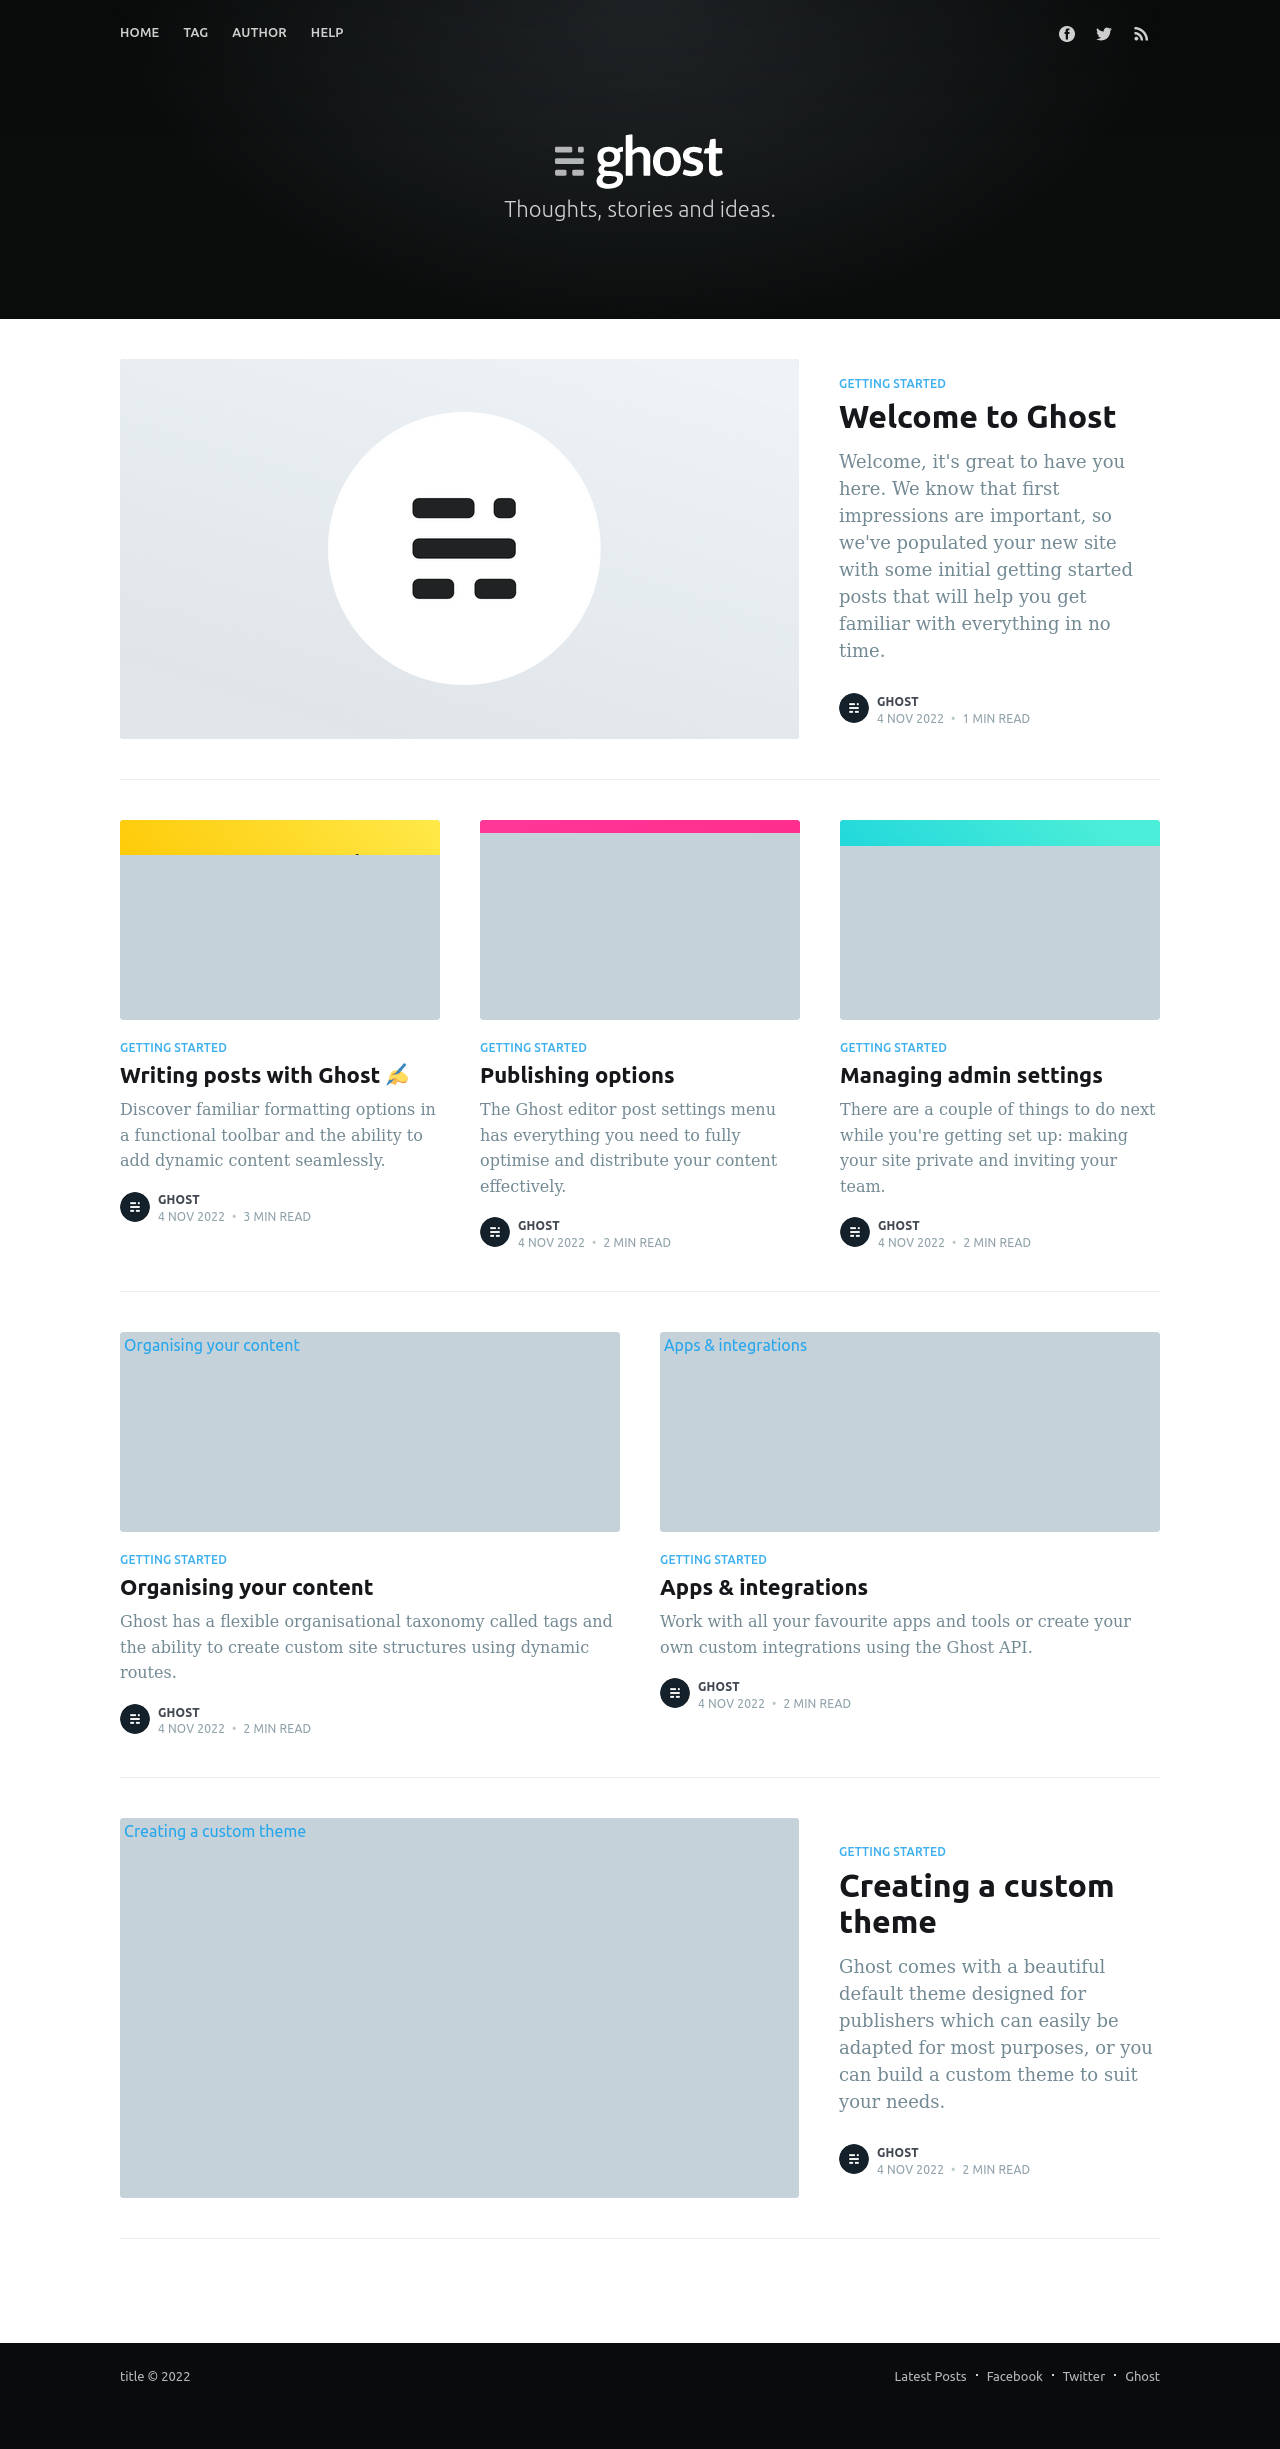 HOME TAG AUTHOR HELP
ghost
Thoughts, stories and ideas.
GETTING STARTED
Welcome to Ghost
Welcome, it's great to have you
here. We know that first
impressions are important, so
we've populated your new site
with some initial getting started
posts that will help you get
familiar with everything in no
time.
GHOST
4 NOV 2022 • 1 MIN READ
GETTING STARTED
Writing posts with Ghost ✍️
Discover familiar formatting options in
a functional toolbar and the ability to
add dynamic content seamlessly.
GHOST
4 NOV 2022 • 3 MIN READ
GETTING STARTED
Publishing options
The Ghost editor post settings menu
has everything you need to fully
optimise and distribute your content
effectively.
GHOST
4 NOV 2022 • 2 MIN READ
GETTING STARTED
Managing admin settings
There are a couple of things to do next
while you're getting set up: making
your site private and inviting your
team.
GHOST
4 NOV 2022 • 2 MIN READ
Organising your content
GETTING STARTED
Organising your content
Ghost has a flexible organisational taxonomy called tags and
the ability to create custom site structures using dynamic
routes.
GHOST
4 NOV 2022 • 2 MIN READ
Apps & integrations
GETTING STARTED
Apps & integrations
Work with all your favourite apps and tools or create your
own custom integrations using the Ghost API.
GHOST
4 NOV 2022 • 2 MIN READ
Creating a custom theme
GETTING STARTED
Creating a custom
theme
Ghost comes with a beautiful
default theme designed for
publishers which can easily be
adapted for most purposes, or you
can build a custom theme to suit
your needs.
GHOST
4 NOV 2022 • 2 MIN READ
title © 2022
Latest Posts • Facebook • Twitter • Ghost